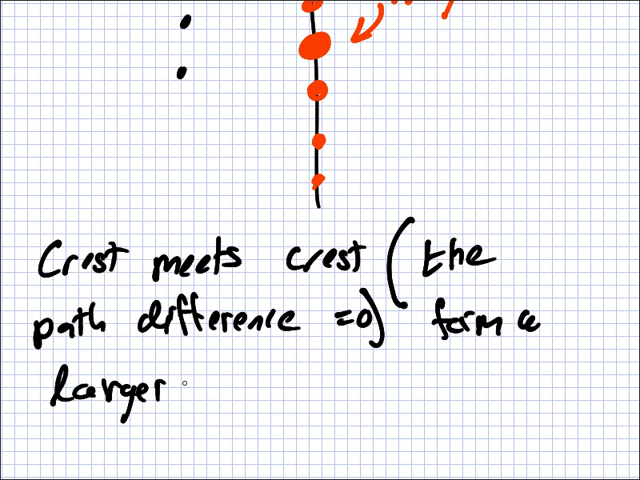 Crest meets crest (the
path difference =0) form a
larger